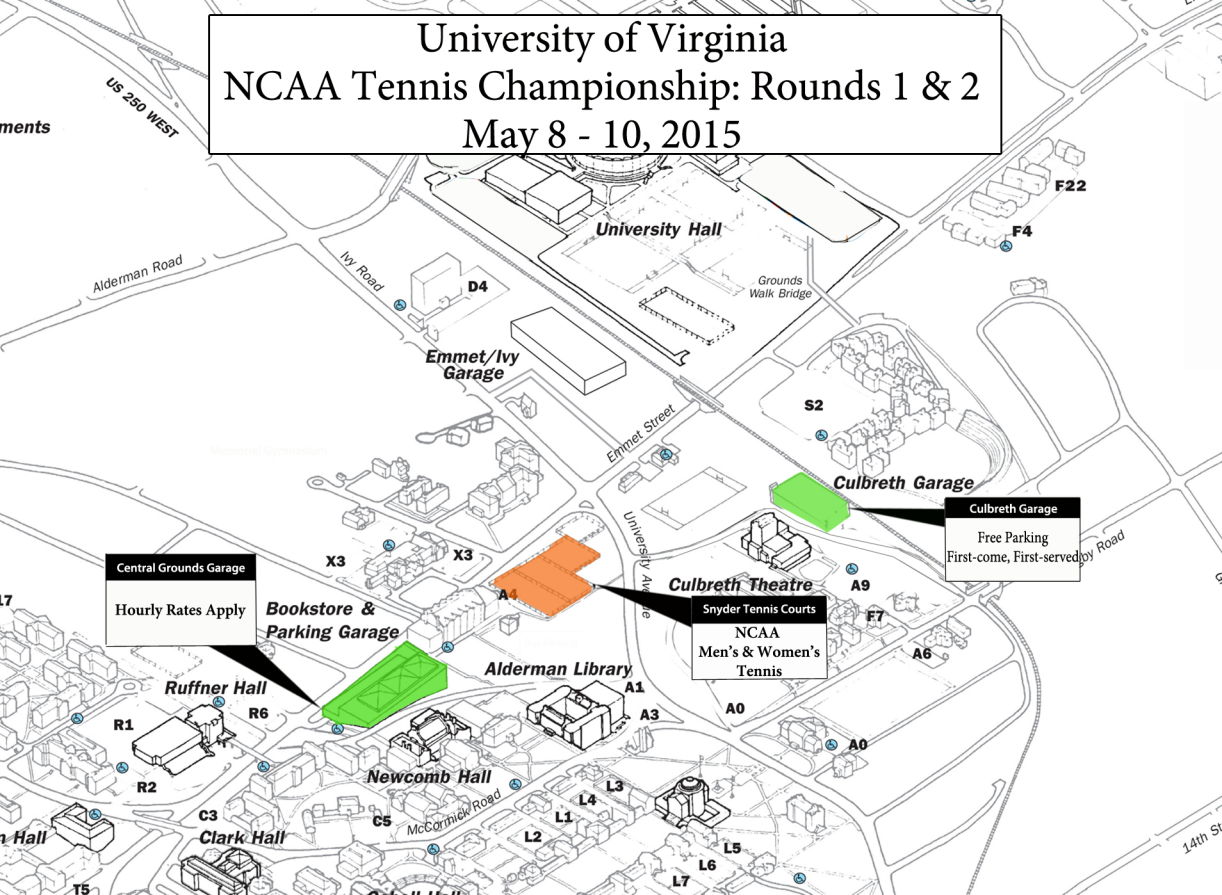 University of Virginia
NCAA Tennis Championship: Rounds 1 & 2
May 8 - 10, 2015
US 250 WEST
ments
F22
F4
University Hall
Alderman Road
Ivy Road
D4
Grounds
Walk Bridge
Emmet/Ivy
Garage
S2
Emmet Street
Culbreth Garage
Culbreth Garage
Free Parking
First-come, First-served
oy Road
University Avenue
X3
X3
Central Grounds Garage
Hourly Rates Apply
Bookstore &
Parking Garage
A4
Culbreth Theatre
A9
F7
A6
Snyder Tennis Courts
NCAA
Men's & Women's
Tennis
17
Ruffner Hall
R6
R1
R2
Alderman Library
A1
A3
A0
A0
Newcomb Hall
McCormick Road
C3
C5
L3
L4
L1
L2
L5
L6
L7
n Hall
Clark Hall
T5
14th St